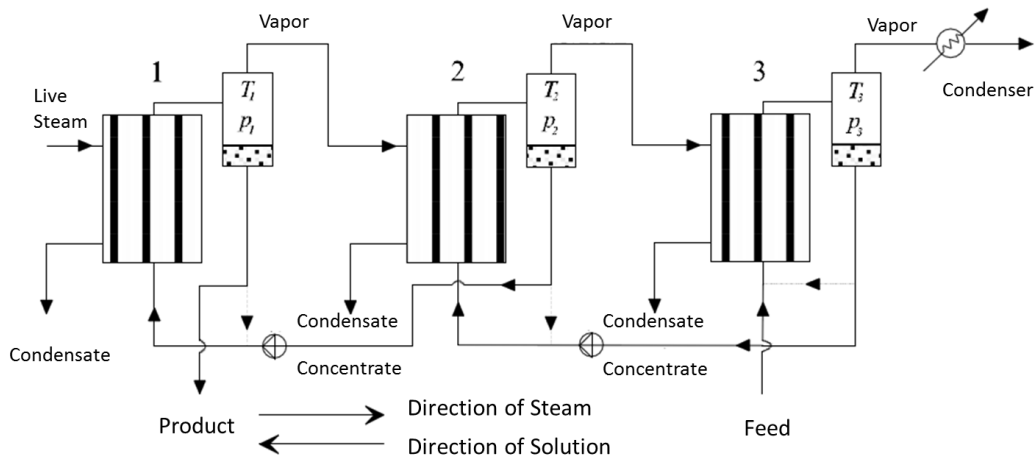 Vapor
Vapor
Vapor
1
2
3
Live
Steam
T₁
p₁
T₂
p₂
T₃
p₃
Condenser
Condensate
Condensate
Condensate
Concentrate
Concentrate
Product
Direction of Steam
Feed
Direction of Solution